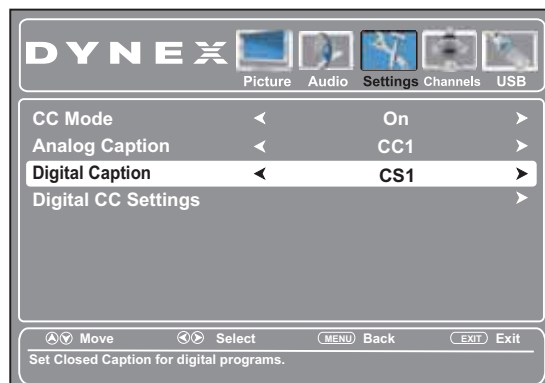 DYNEX
Picture Audio Settings Channels USB
CC Mode On
Analog Caption CC1
Digital Caption CS1
Digital CC Settings
Move Select MENU Back EXIT Exit
Set Closed Caption for digital programs.